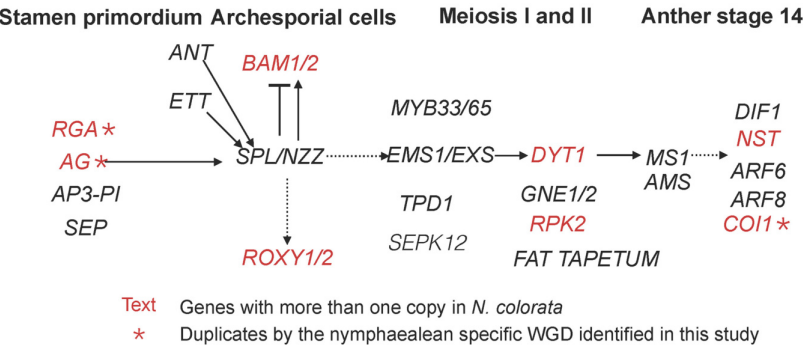 Stamen primordium Archesporial cells Meiosis I and II Anther stage 14
ANT
BAM1/2
ETT
MYB33/65
DIF1
RGA*
NST
AG*
SPL/NZZ
EMS1/EXS
DYT1
MS1
ARF6
AP3-PI
TPD1
GNE1/2
AMS
ARF8
SEP
SEPK12
RPK2
COI1*
ROXY1/2
FAT TAPETUM
Text Genes with more than one copy in N. colorata
* Duplicates by the nymphaealean specific WGD identified in this study